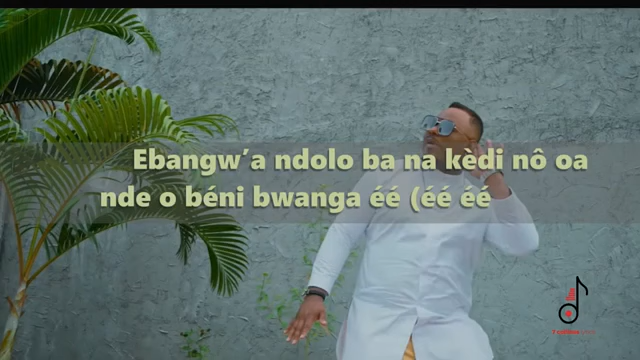 Ebangw’a ndolo ba na kèdi nô oa
nde o béni bwanga éé (éé éé